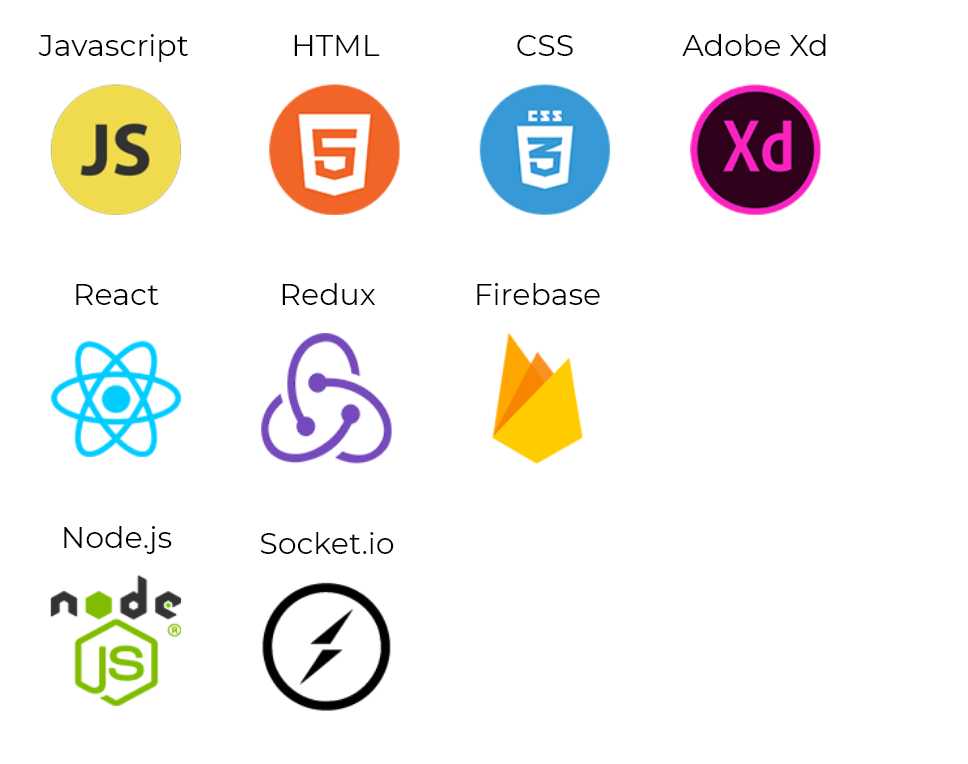 Javascript HTML CSS Adobe Xd
JS 5 CSS 3 Xd
React Redux Firebase
Node.js Socket.io
node
JS ®